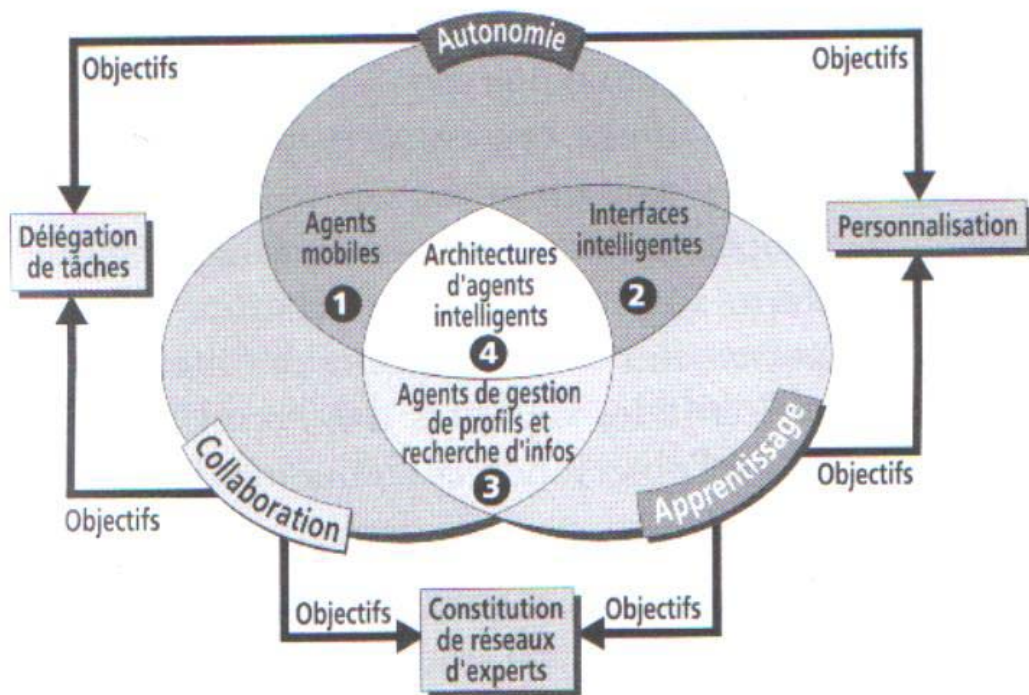 Autonomie
Objectifs
Objectifs
Délégation
de tâches
Agents
mobiles
1
Architectures
d'agents
intelligents
4
Interfaces
intelligentes
2
Personnalisation
Agents de gestion
de profils et
recherche d'infos
3
Collaboration
Apprentissage
Objectifs
Objectifs
Objectifs
Objectifs
Constitution
de réseaux
d'experts